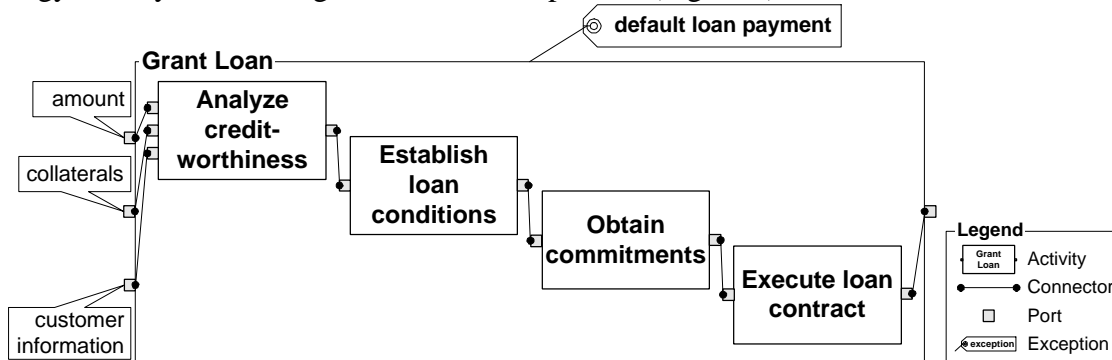 default loan payment
Grant Loan
amount
collaterals
customer
information
Analyze
credit-
worthiness
Establish
loan
conditions
Obtain
commitments
Execute loan
contract
Legend
Grant
Loan
Activity
Connector
Port
exception
Exception